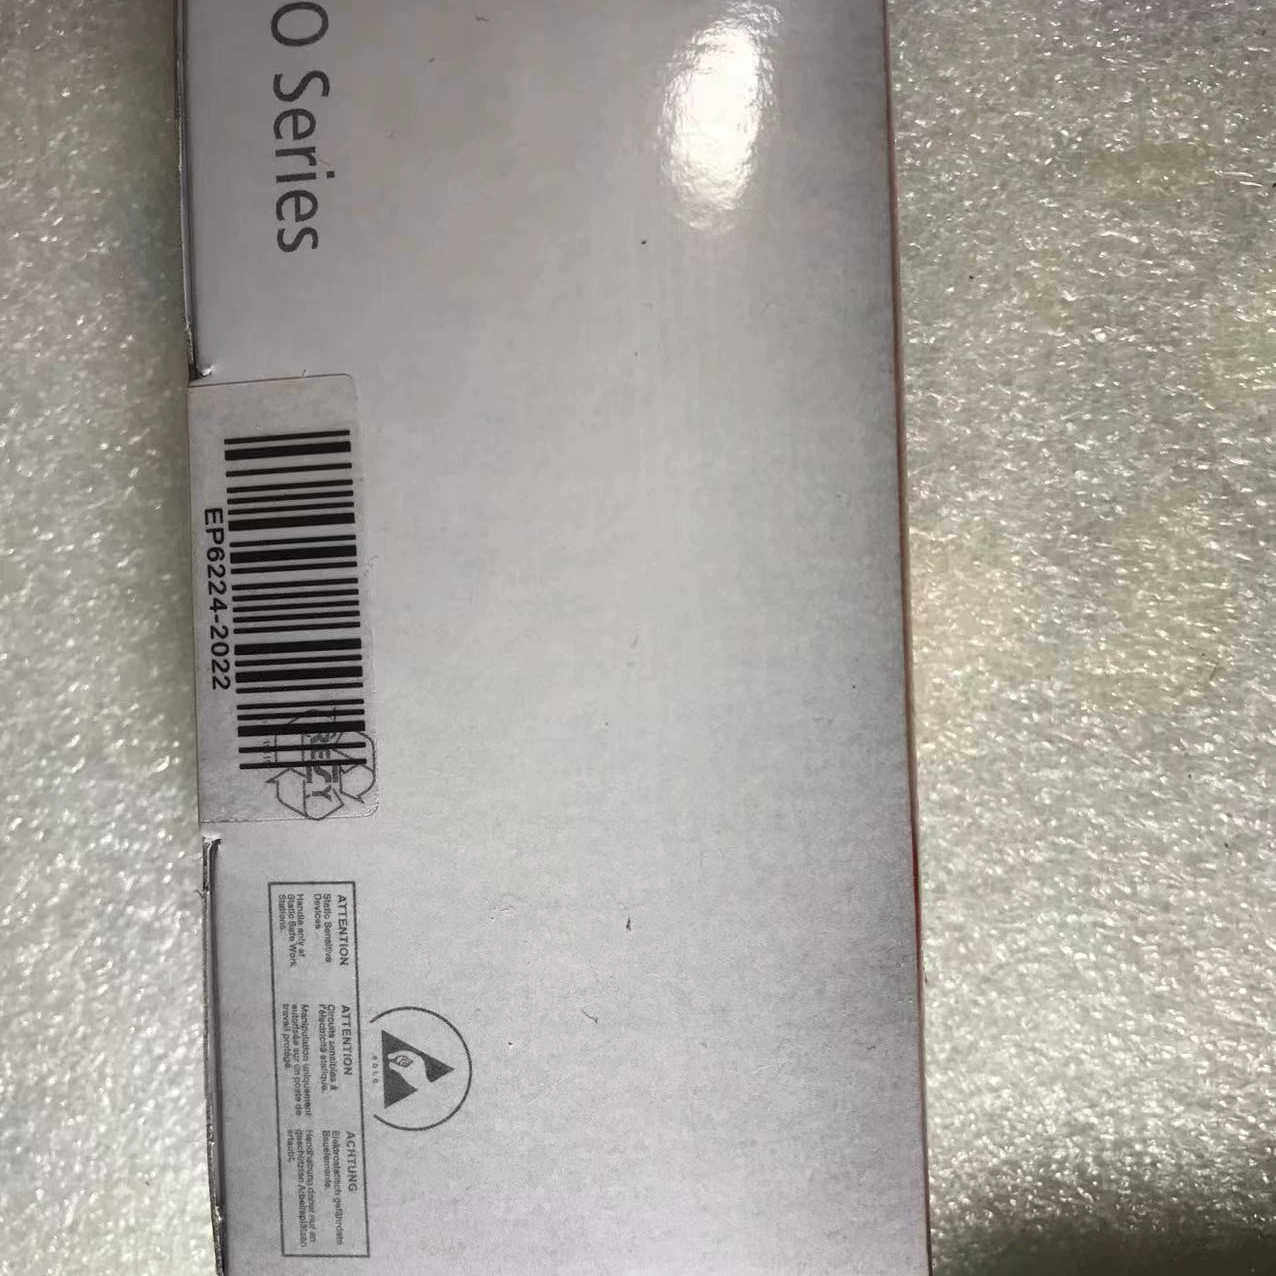 O Series
EP6224-2022
RESY
ATTENTION
Static Sensitive
Devices
Handle only at
Static Safe Work
Stations.
ATTENTION
Circuits sensibles à
l'électricité statique.
Manipulation uniquement
autorisée sur un poste de
travail protégé.
ACHTUNG
Elektrostatisch gefährdete
Bauelemente.
Handhabung daher nur an
geschützten Arbeitsplätzen
erlaubt.